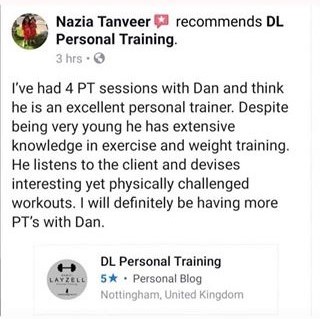 Nazia Tanveer recommends DL
Personal Training.
3 hrs ·
I've had 4 PT sessions with Dan and think
he is an excellent personal trainer. Despite
being very young he has extensive
knowledge in exercise and weight training.
He listens to the client and devises
interesting yet physically challenged
workouts. I will definitely be having more
PT's with Dan.
DL Personal Training
5★ · Personal Blog
Nottingham, United Kingdom
LAYZELL